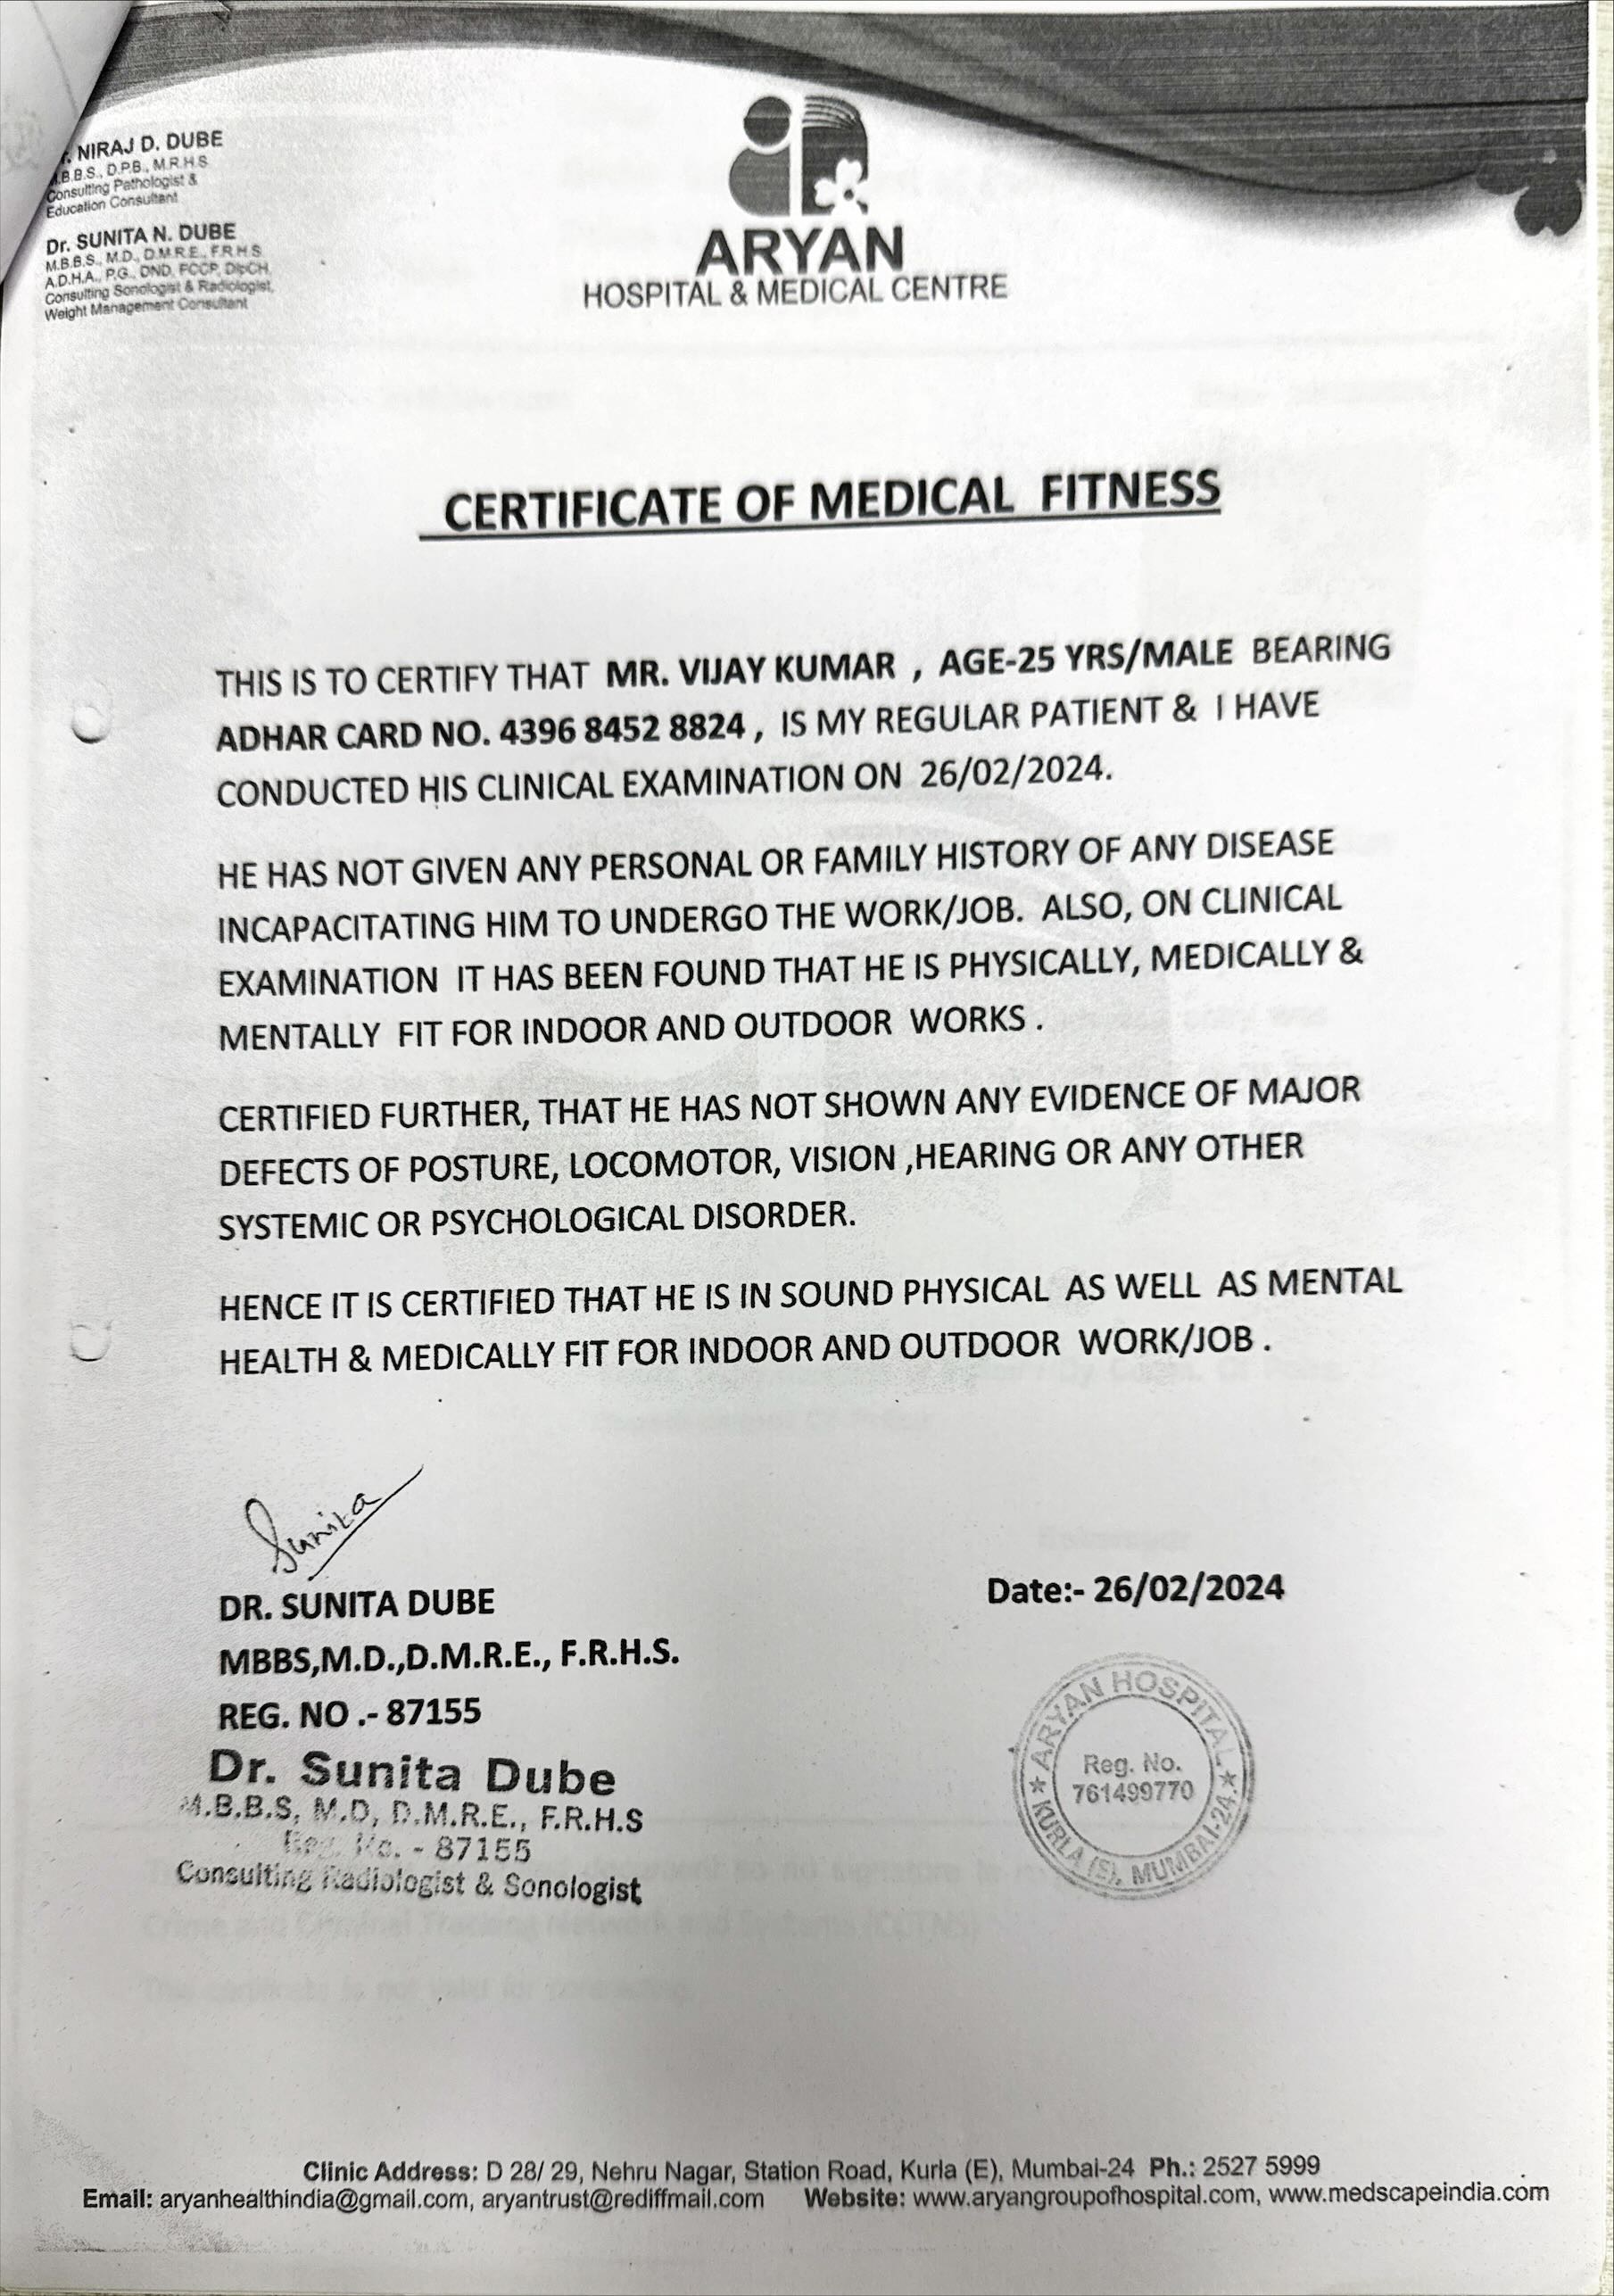 NIRAJ D. DUBE
M.B.B.S., D.P.B., M.R.H.S.
Consulting Pathologist &
Education Consultant
Dr. SUNITA N. DUBE
M.B.B.S., M.D., D.M.R.E., F.R.H.S.
A.D.H.A., P.G., DND, FCCP, DipCH,
Consulting Sonologist & Radiologist,
Weight Management Consultant
ARYAN
HOSPITAL & MEDICAL CENTRE
CERTIFICATE OF MEDICAL FITNESS
THIS IS TO CERTIFY THAT MR. VIJAY KUMAR , AGE-25 YRS/MALE BEARING
ADHAR CARD NO. 4396 8452 8824 , IS MY REGULAR PATIENT & I HAVE
CONDUCTED HIS CLINICAL EXAMINATION ON 26/02/2024.
HE HAS NOT GIVEN ANY PERSONAL OR FAMILY HISTORY OF ANY DISEASE
INCAPACITATING HIM TO UNDERGO THE WORK/JOB. ALSO, ON CLINICAL
EXAMINATION IT HAS BEEN FOUND THAT HE IS PHYSICALLY, MEDICALLY &
MENTALLY FIT FOR INDOOR AND OUTDOOR WORKS .
CERTIFIED FURTHER, THAT HE HAS NOT SHOWN ANY EVIDENCE OF MAJOR
DEFECTS OF POSTURE, LOCOMOTOR, VISION ,HEARING OR ANY OTHER
SYSTEMIC OR PSYCHOLOGICAL DISORDER.
HENCE IT IS CERTIFIED THAT HE IS IN SOUND PHYSICAL AS WELL AS MENTAL
HEALTH & MEDICALLY FIT FOR INDOOR AND OUTDOOR WORK/JOB .
Sunita
DR. SUNITA DUBE
MBBS,M.D.,D.M.R.E., F.R.H.S.
REG. NO .- 87155
Date:- 26/02/2024
Dr. Sunita Dube
M.B.B.S, M.D, D.M.R.E., F.R.H.S
Reg. No. - 87155
Consulting Radiologist & Sonologist
ARYAN HOSPITAL
Reg. No.
761499770
KURLA (E), MUMBAI-24.
Clinic Address: D 28/ 29, Nehru Nagar, Station Road, Kurla (E), Mumbai-24 Ph.: 2527 5999
Email: aryanhealthindia@gmail.com, aryantrust@rediffmail.com Website: www.aryangroupofhospital.com, www.medscapeindia.com